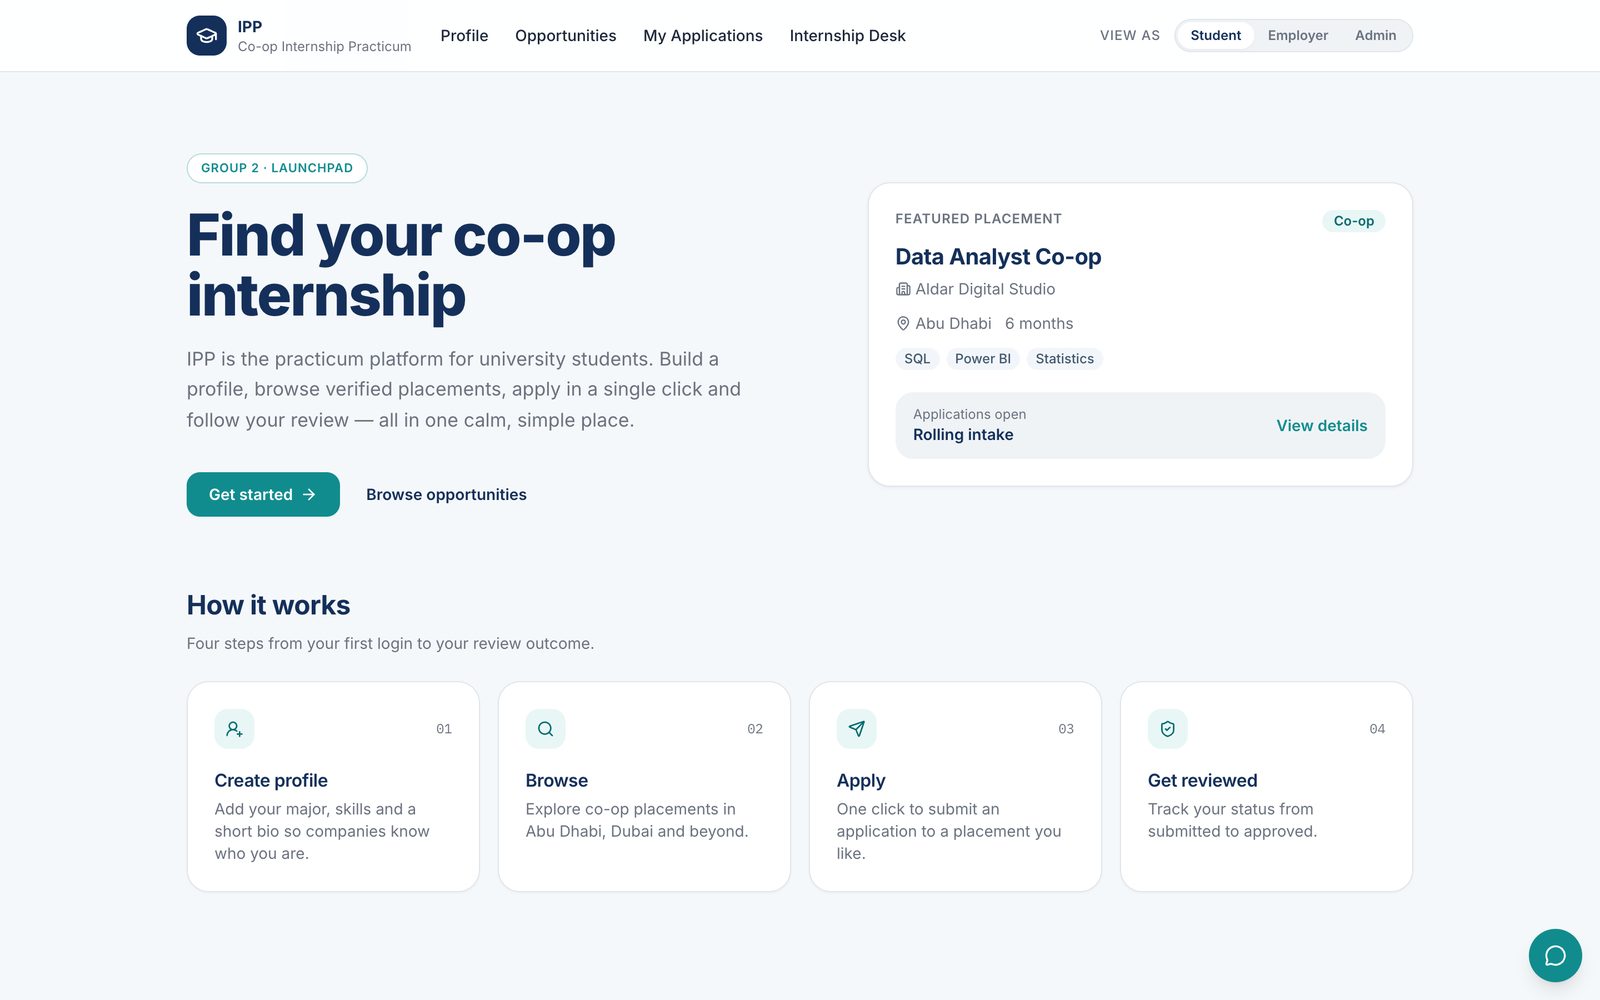 IPP
Co-op Internship Practicum
Profile
Opportunities
My Applications
Internship Desk
VIEW AS
Student
Employer
Admin
GROUP 2 · LAUNCHPAD
Find your co-op
internship
IPP is the practicum platform for university students. Build a
profile, browse verified placements, apply in a single click and
follow your review — all in one calm, simple place.
Get started →
Browse opportunities
FEATURED PLACEMENT
Co-op
Data Analyst Co-op
Aldar Digital Studio
Abu Dhabi 6 months
SQL
Power BI
Statistics
Applications open
Rolling intake
View details
How it works
Four steps from your first login to your review outcome.
01
Create profile
Add your major, skills and a
short bio so companies know
who you are.
02
Browse
Explore co-op placements in
Abu Dhabi, Dubai and beyond.
03
Apply
One click to submit an
application to a placement you
like.
04
Get reviewed
Track your status from
submitted to approved.